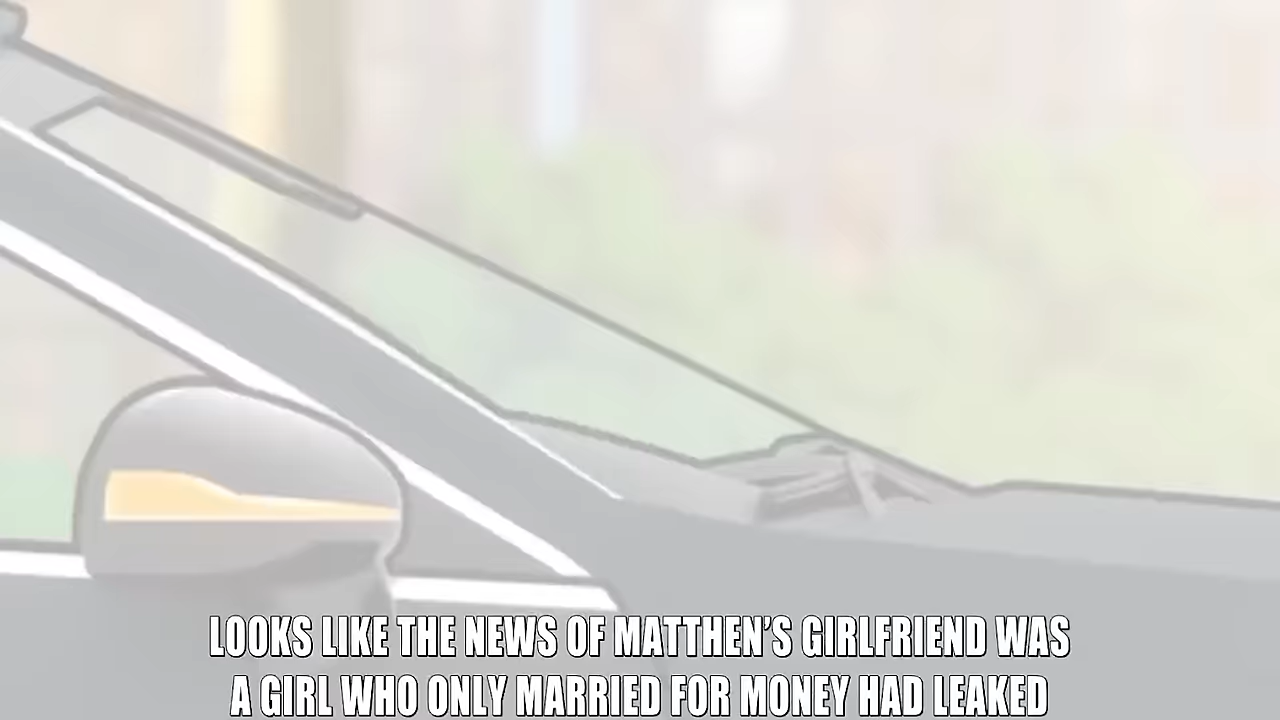 LOOKS LIKE THE NEWS OF MATTHEN'S GIRLFRIEND WAS
A GIRL WHO ONLY MARRIED FOR MONEY HAD LEAKED